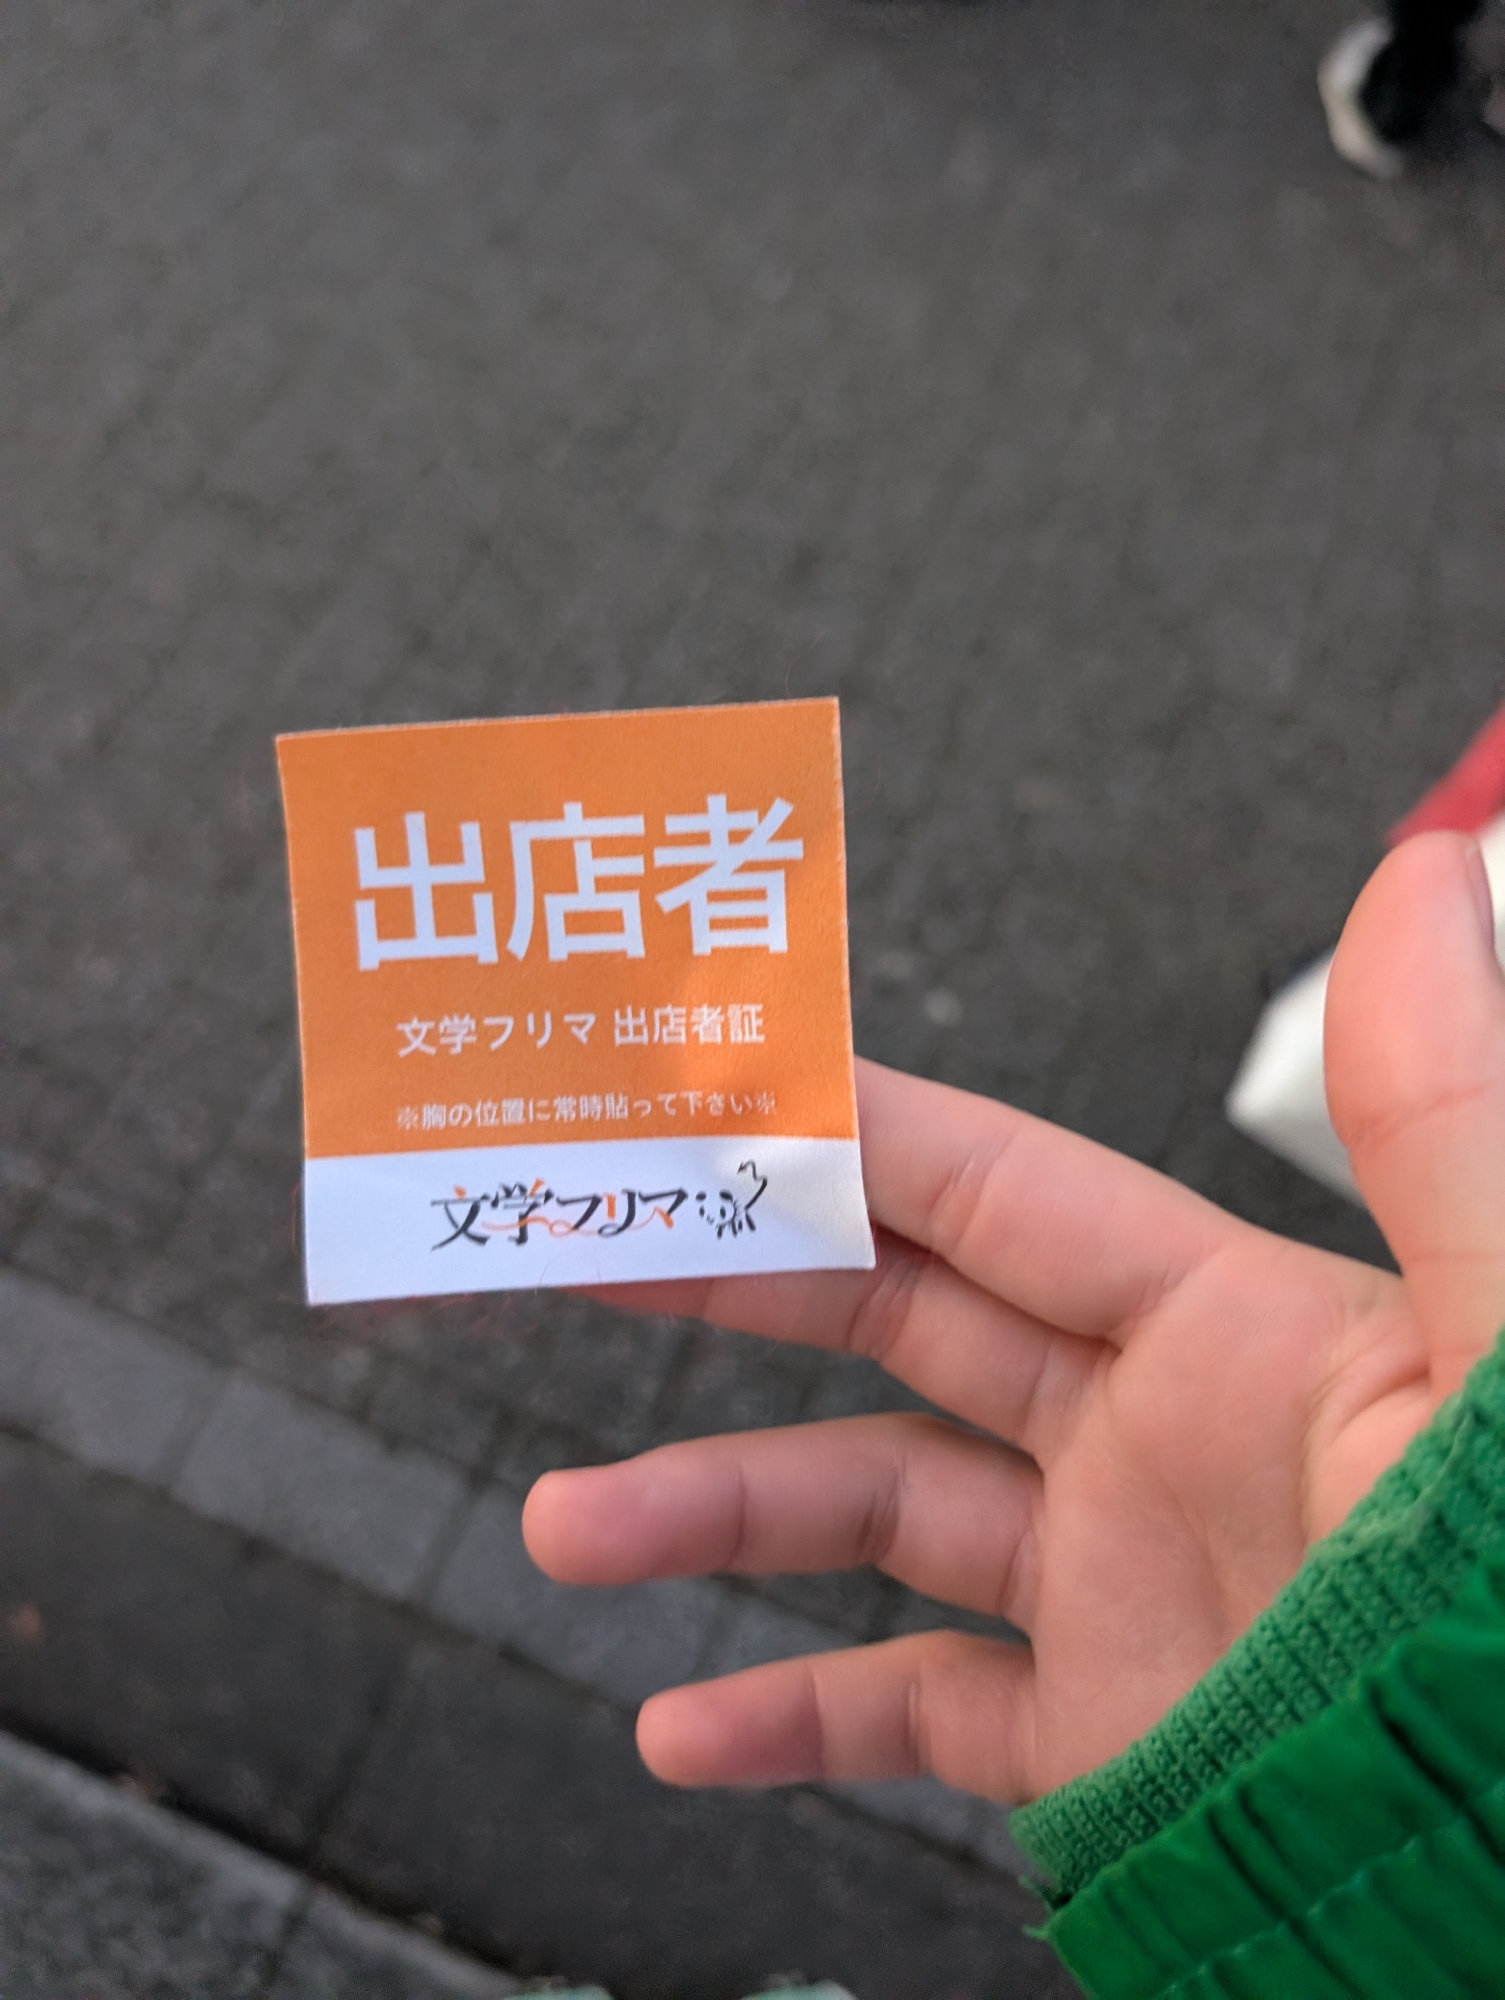 出店者
文学フリマ 出店者証
※胸の位置に常時貼って下さい※
文学フリマ